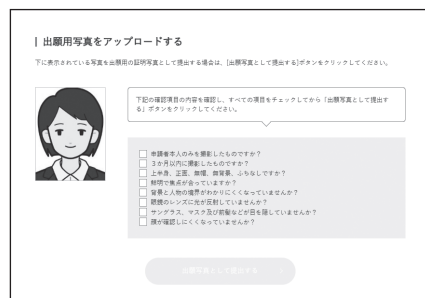 出願用写真をアップロードする
下に表示されている写真を出願用の証明写真として提出する場合は、[出願写真として提出する]ボタンをクリックしてください。
下記の確認項目の内容を確認し、すべての項目をチェックしてから「出願写真として提出す
る」ボタンをクリックしてください。
申請者本人のみを撮影したものですか？
3か月以内に撮影したものですか？
上半身、正面、無帽、無背景、ふちなしですか？
鮮明で焦点が合っていますか？
背景と人物の境界がわかりにくくなっていませんか？
眼鏡のレンズに光が反射していませんか？
サングラス、マスク及び前髪などが目を隠していませんか？
顔が確認しにくくなっていませんか？
出願写真として提出する